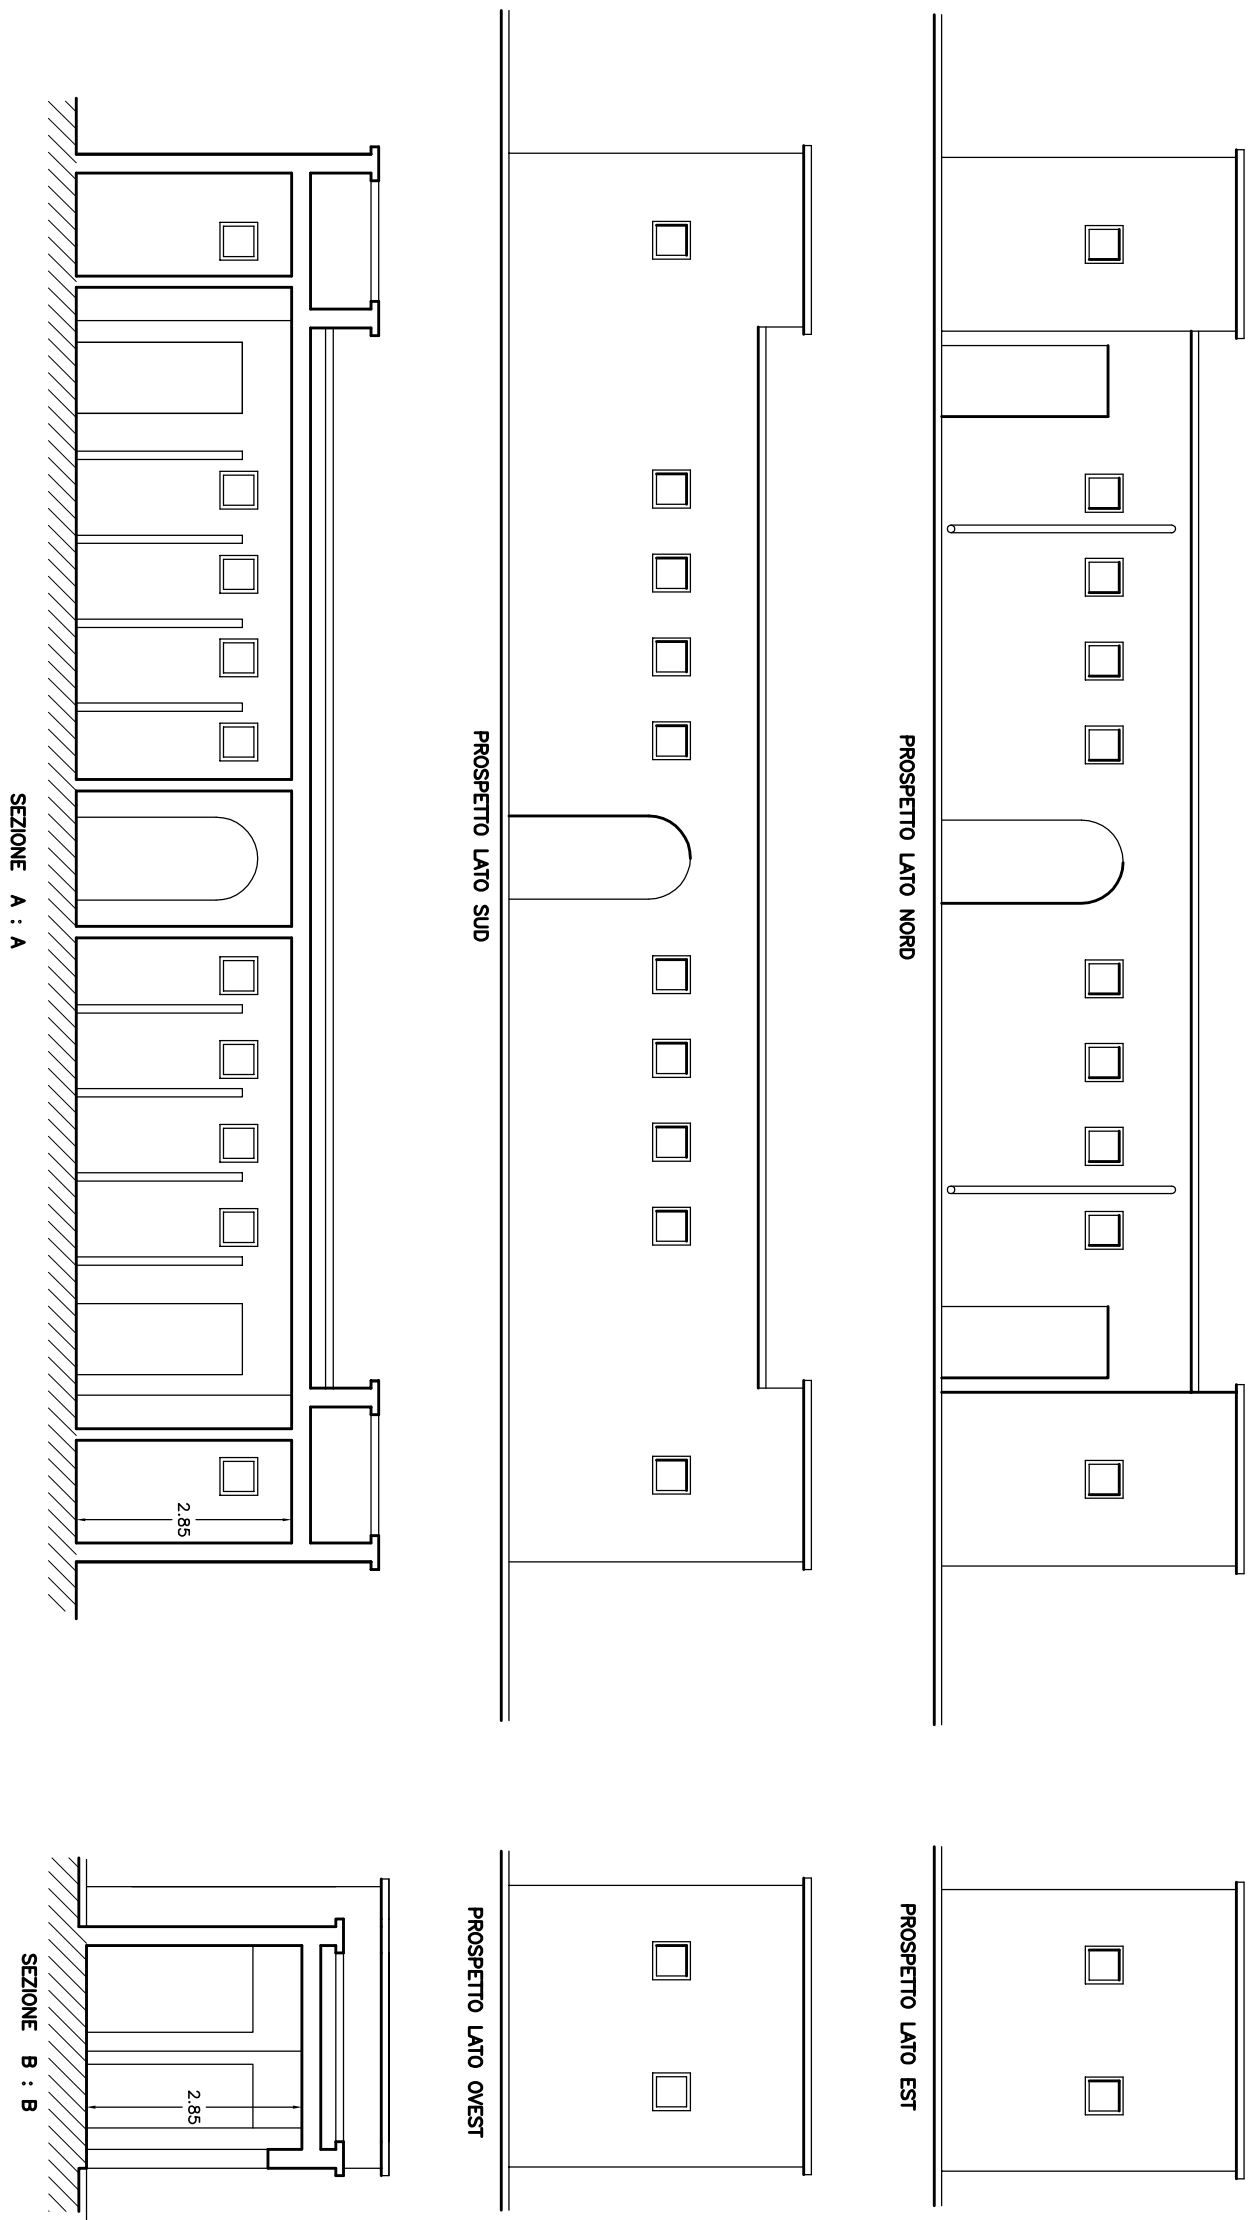 PROSPETTO LATO NORD
PROSPETTO LATO EST
PROSPETTO LATO SUD
PROSPETTO LATO OVEST
2.85
SEZIONE A : A
2.85
SEZIONE B : B